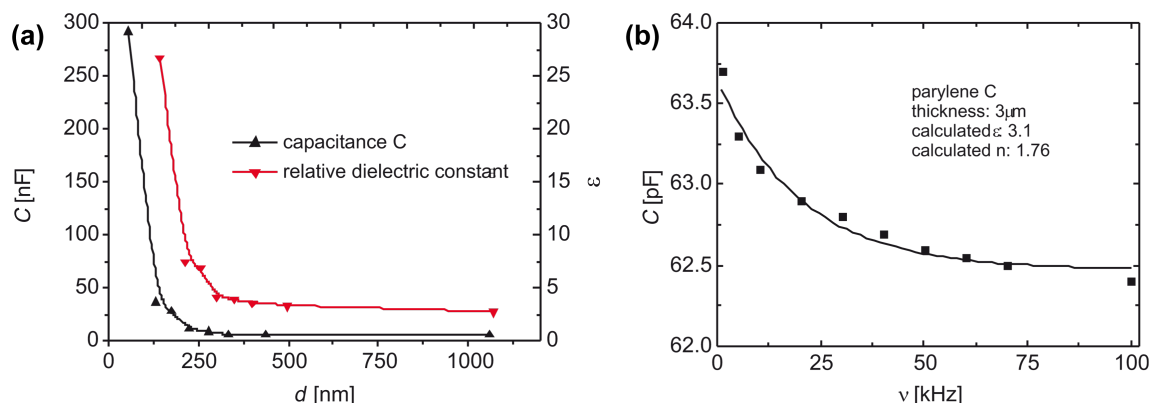 (a)
300
250
200
150
100
50
0
C [nF]
30
25
20
15
10
5
0
ε
capacitance C
relative dielectric constant
0 250 500 750 1000
d [nm]
(b)
64.0
63.5
63.0
62.5
62.0
C [pF]
parylene C
thickness: 3μm
calculated ε: 3.1
calculated n: 1.76
0 25 50 75 100
ν [kHz]